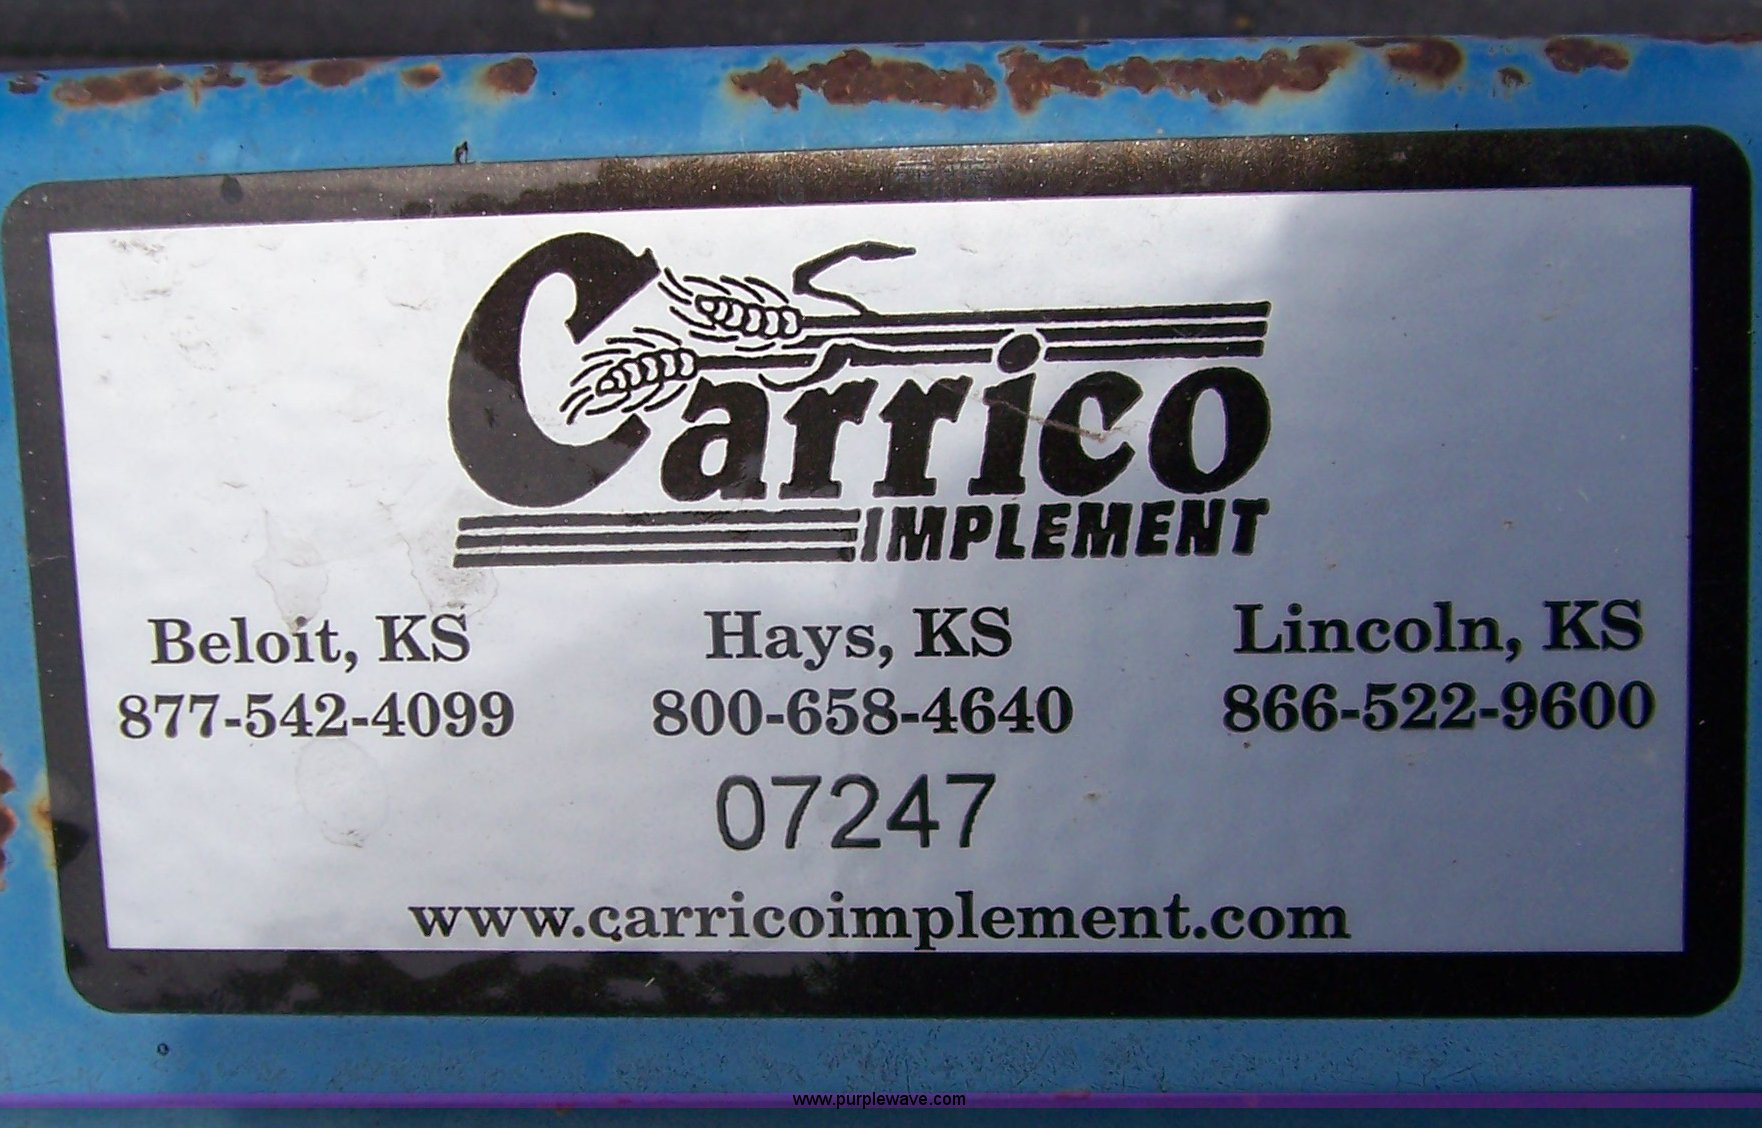 Carrico
IMPLEMENT
Beloit, KS Hays, KS Lincoln, KS
877-542-4099 800-658-4640 866-522-9600
07247
www.carricoimplement.com
www.purplewave.com